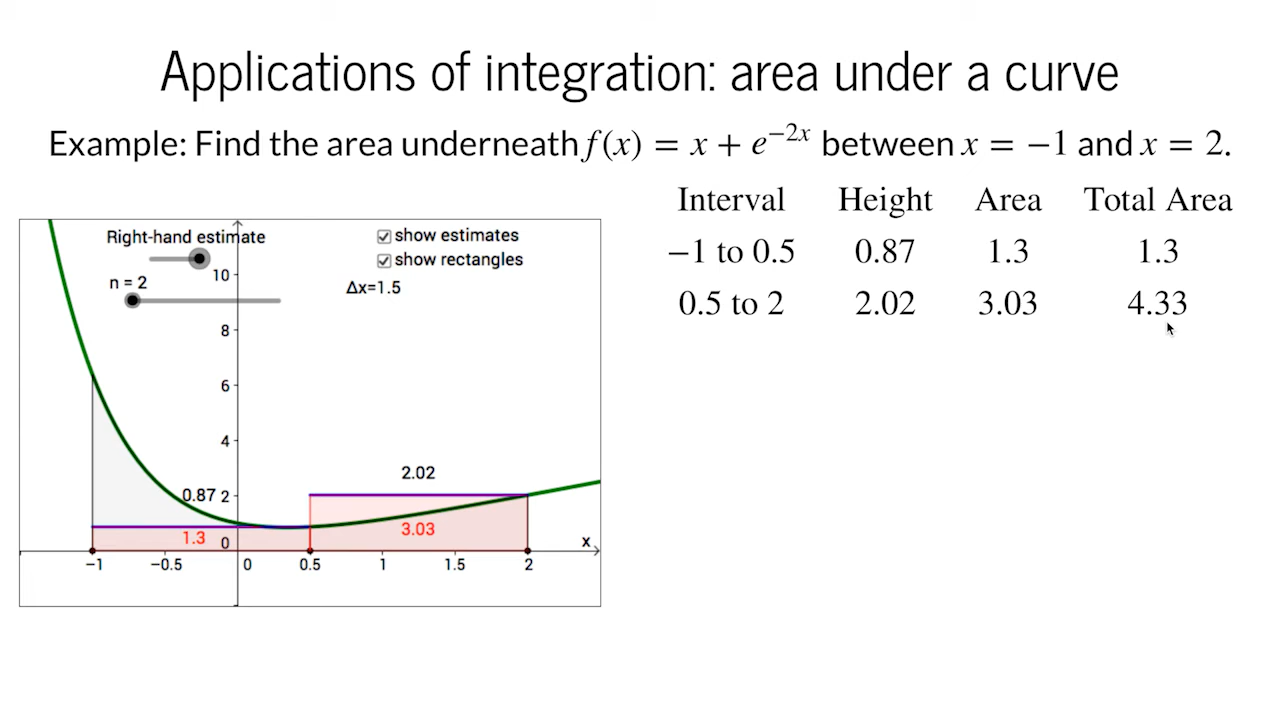 Applications of integration: area under a curve
Example: Find the area underneath f(x) = x + e^{−2x} between x = −1 and x = 2.
Interval Height Area Total Area
−1 to 0.5 0.87 1.3 1.3
0.5 to 2 2.02 3.03 4.33
Right-hand estimate
n = 2
show estimates
show rectangles
Δx=1.5
10
8
6
4
2
0
0.87
2.02
1.3
3.03
x
−1 −0.5 0 0.5 1 1.5 2